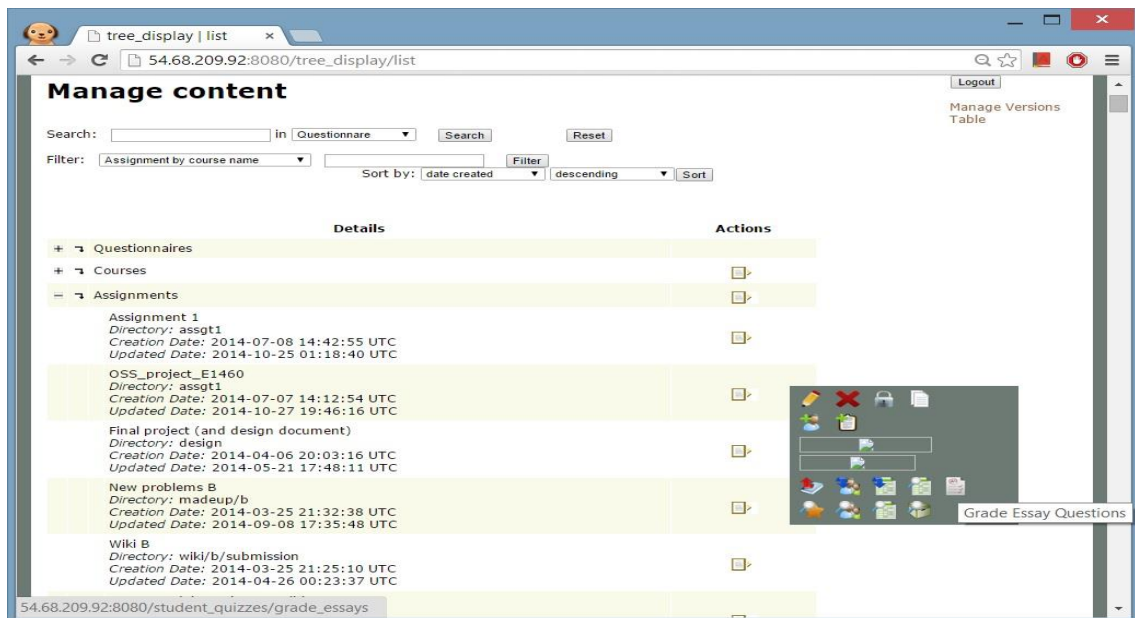 tree_display | list
54.68.209.92:8080/tree_display/list
Manage content
Logout
Manage Versions
Table
Search: in Questionnare Search Reset
Filter: Assignment by course name Filter
Sort by: date created descending Sort
Details Actions
Questionnaires
Courses
Assignments
Assignment 1
Directory: assgt1
Creation Date: 2014-07-08 14:42:55 UTC
Updated Date: 2014-10-25 01:18:40 UTC
OSS_project_E1460
Directory: assgt1
Creation Date: 2014-07-07 14:12:54 UTC
Updated Date: 2014-10-27 19:46:16 UTC
Final project (and design document)
Directory: design
Creation Date: 2014-04-06 20:03:16 UTC
Updated Date: 2014-05-21 17:48:11 UTC
New problems B
Directory: madeup/b
Creation Date: 2014-03-25 21:32:38 UTC
Updated Date: 2014-09-08 17:35:48 UTC
Grade Essay Questions
Wiki B
Directory: wiki/b/submission
Creation Date: 2014-03-25 21:25:10 UTC
Updated Date: 2014-04-26 00:23:37 UTC
54.68.209.92:8080/student_quizzes/grade_essays